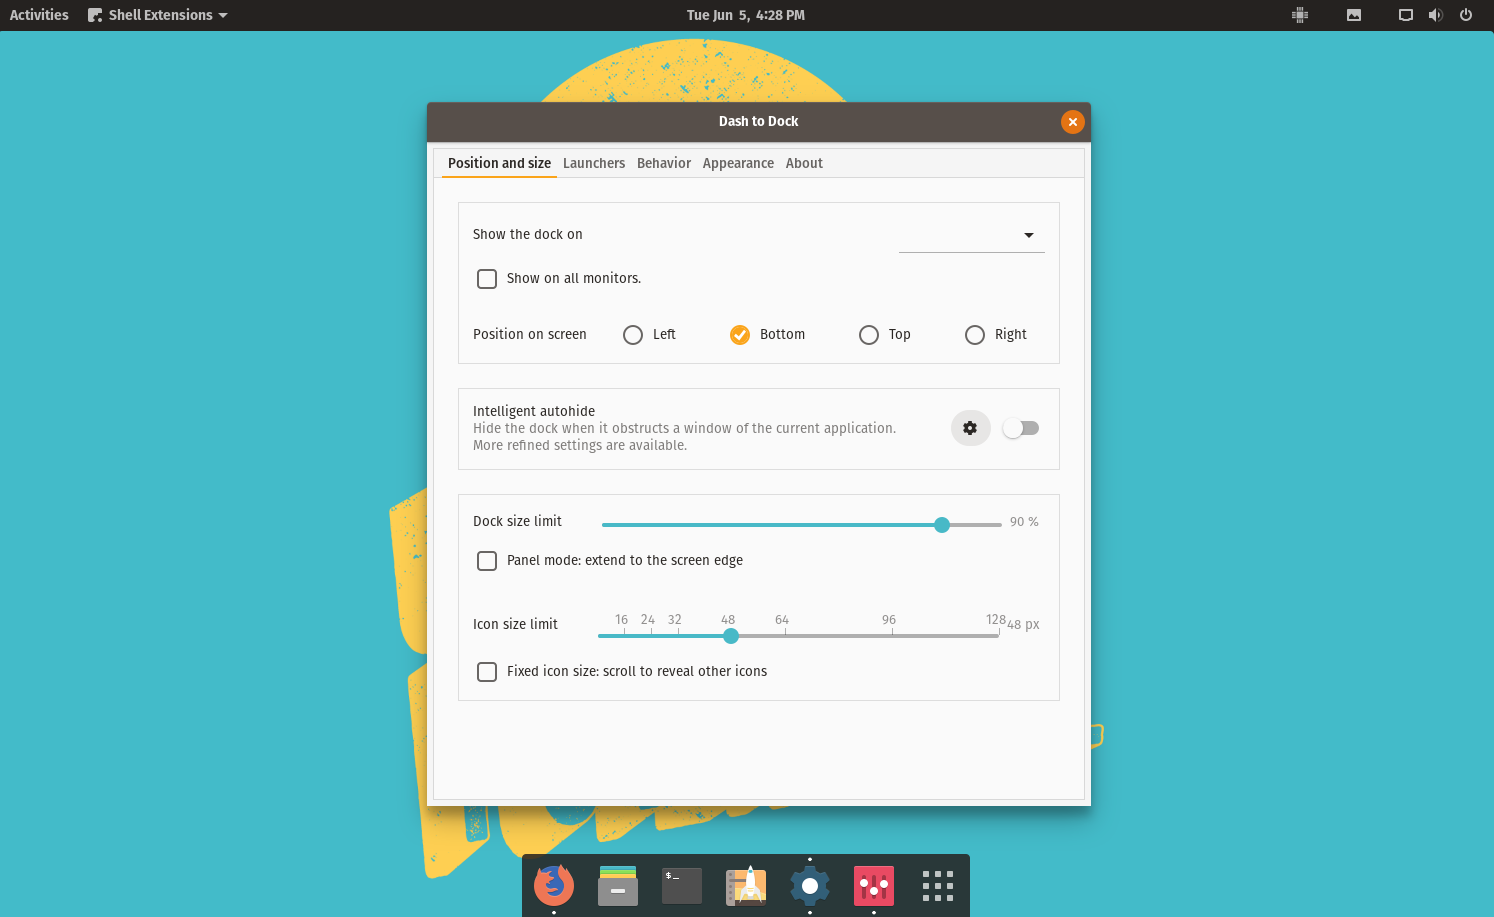 Activities Shell Extensions Tue Jun 5, 4:28 PM
Dash to Dock
Position and size Launchers Behavior Appearance About
Show the dock on
Show on all monitors.
Position on screen Left Bottom Top Right
Intelligent autohide
Hide the dock when it obstructs a window of the current application.
More refined settings are available.
Dock size limit 90 %
Panel mode: extend to the screen edge
16 24 32 48 64 96 128
Icon size limit 48 px
Fixed icon size: scroll to reveal other icons
$_